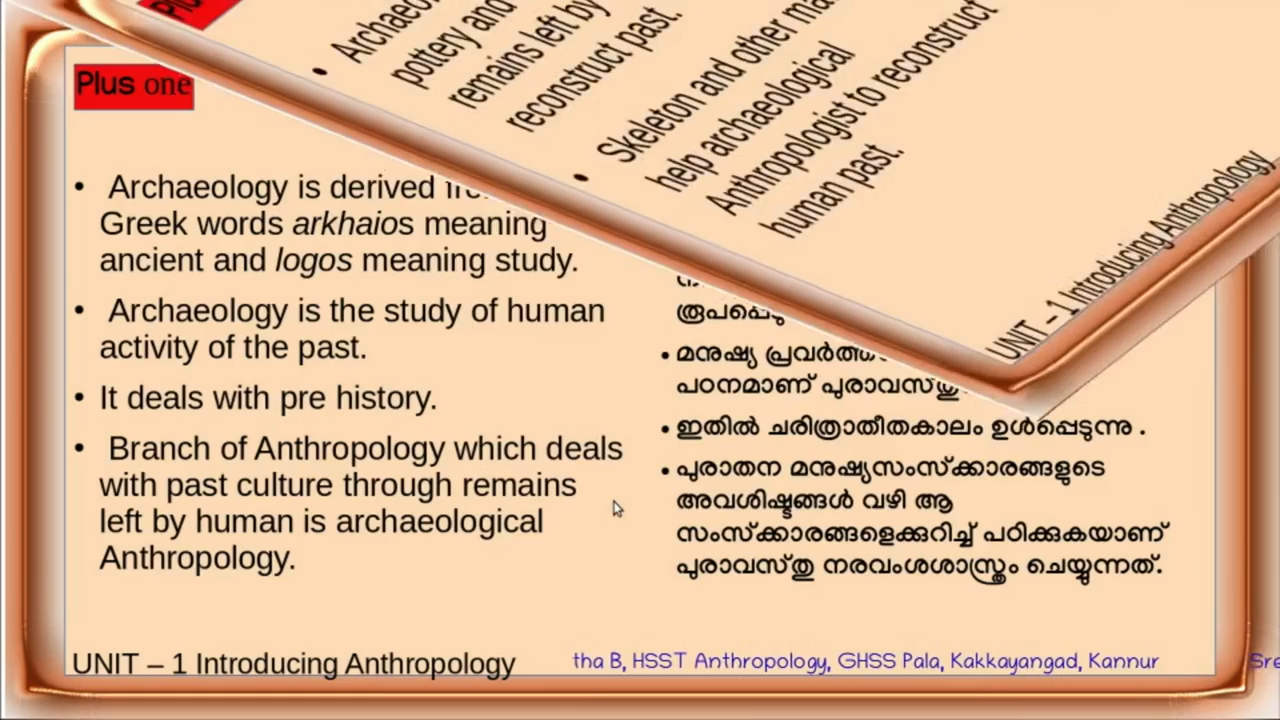 Plus one
• Archaeology is derived
Greek words arkhaios meaning
ancient and logos meaning study.
• Archaeology is the study of human
activity of the past.
• It deals with pre history.
• Branch of Anthropology which deals
with past culture through remains
left by human is archaeological
Anthropology.
• മനുഷ്യ
പഠനമാണ്
• ഇതിൽ ചരിത്രാതീതകാലം ഉൾപ്പെടുന്നു .
• പുരാതന മനുഷ്യസംസ്ക്കാരങ്ങളുടെ
അവശിഷ്ടങ്ങൾ വഴി ആ
സംസ്ക്കാരങ്ങളെക്കുറിച്ച് പഠിക്കുകയാണ്
പുരാവസ്തു നരവംശശാസ്ത്രം ചെയ്യുന്നത്.
UNIT – 1 Introducing Anthropology
tha B, HSST Anthropology, GHSS Pala, Kakkayangad, Kannur
Sre
•
pottery and
remains left by
reconstruct past.
• Skeleton and other
help archaeological
Anthropologist to reconstruct
human past.
UNIT – 1 Introducing Anthropology